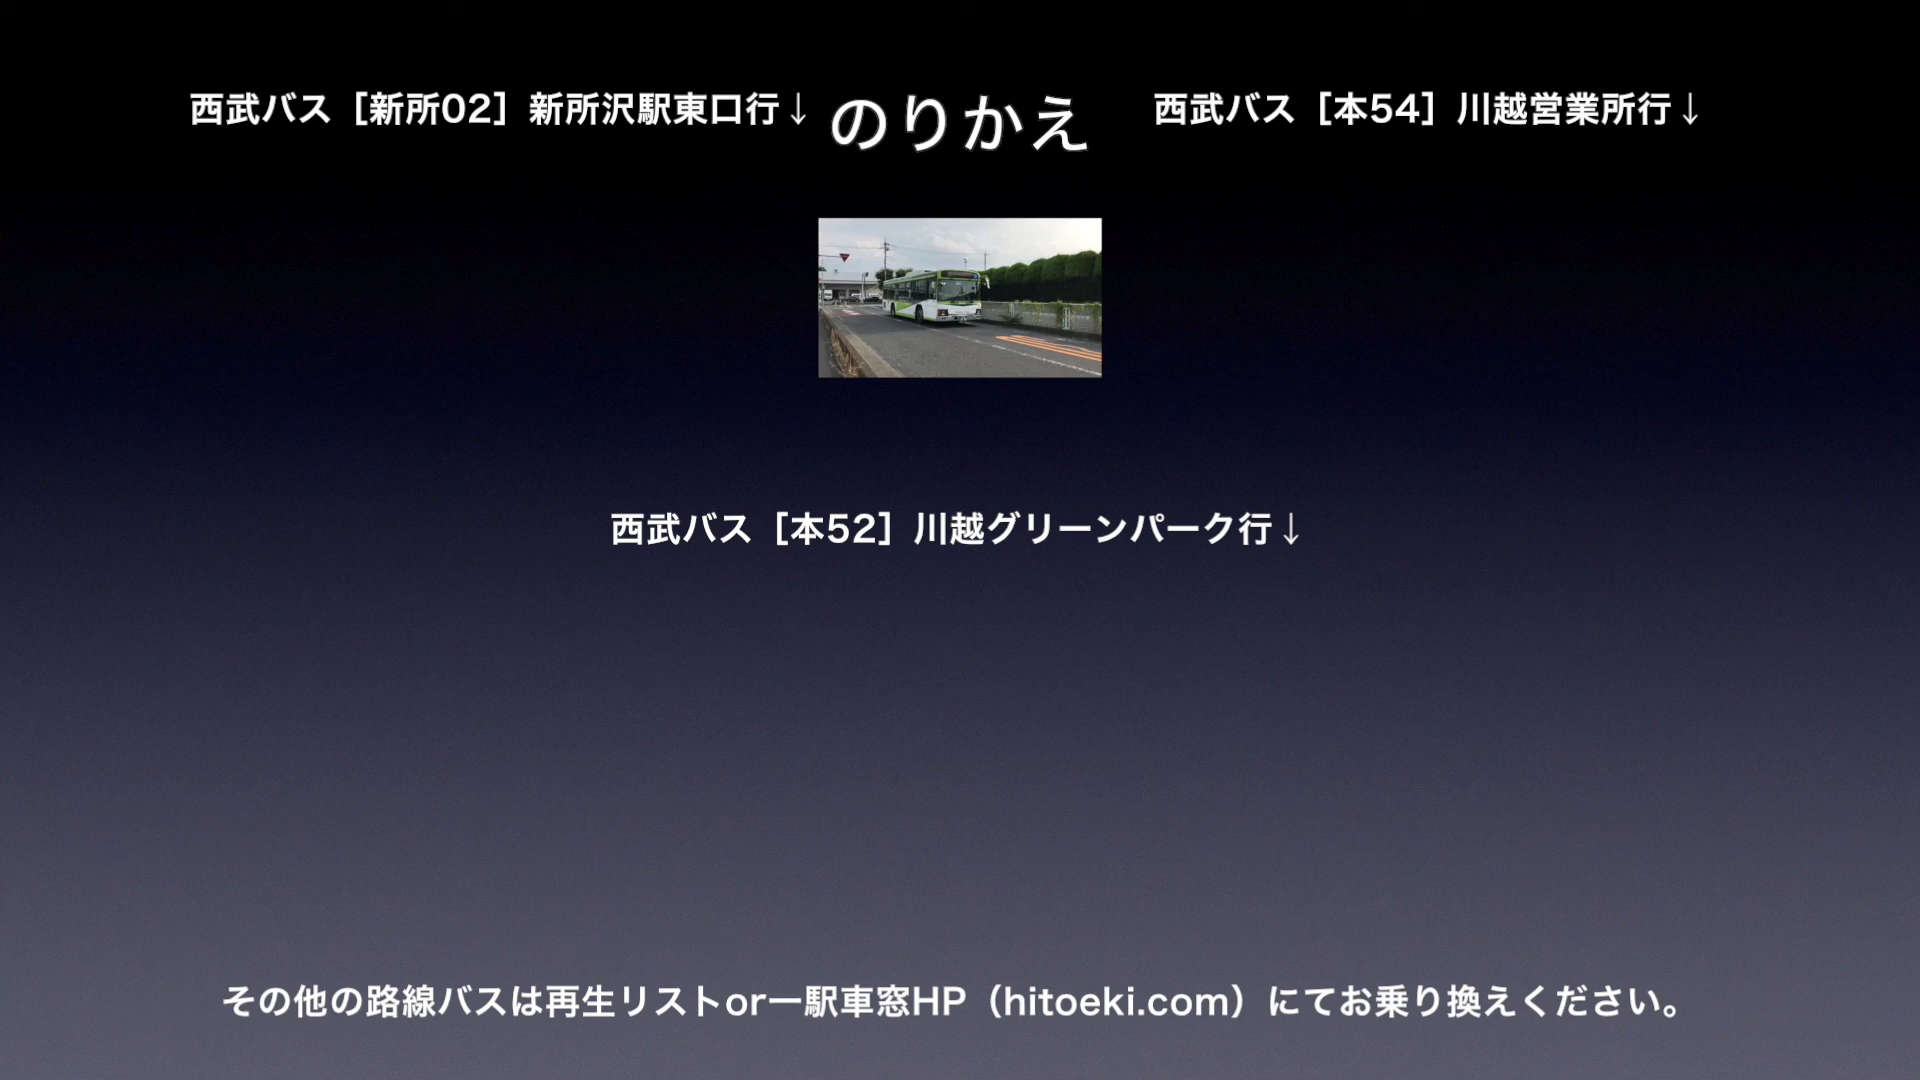 西武バス［新所02］新所沢駅東口行↓
のりかえ
西武バス［本54］川越営業所行↓
西武バス［本52］川越グリーンパーク行↓
その他の路線バスは再生リストor一駅車窓HP（hitoeki.com）にてお乗り換えください。